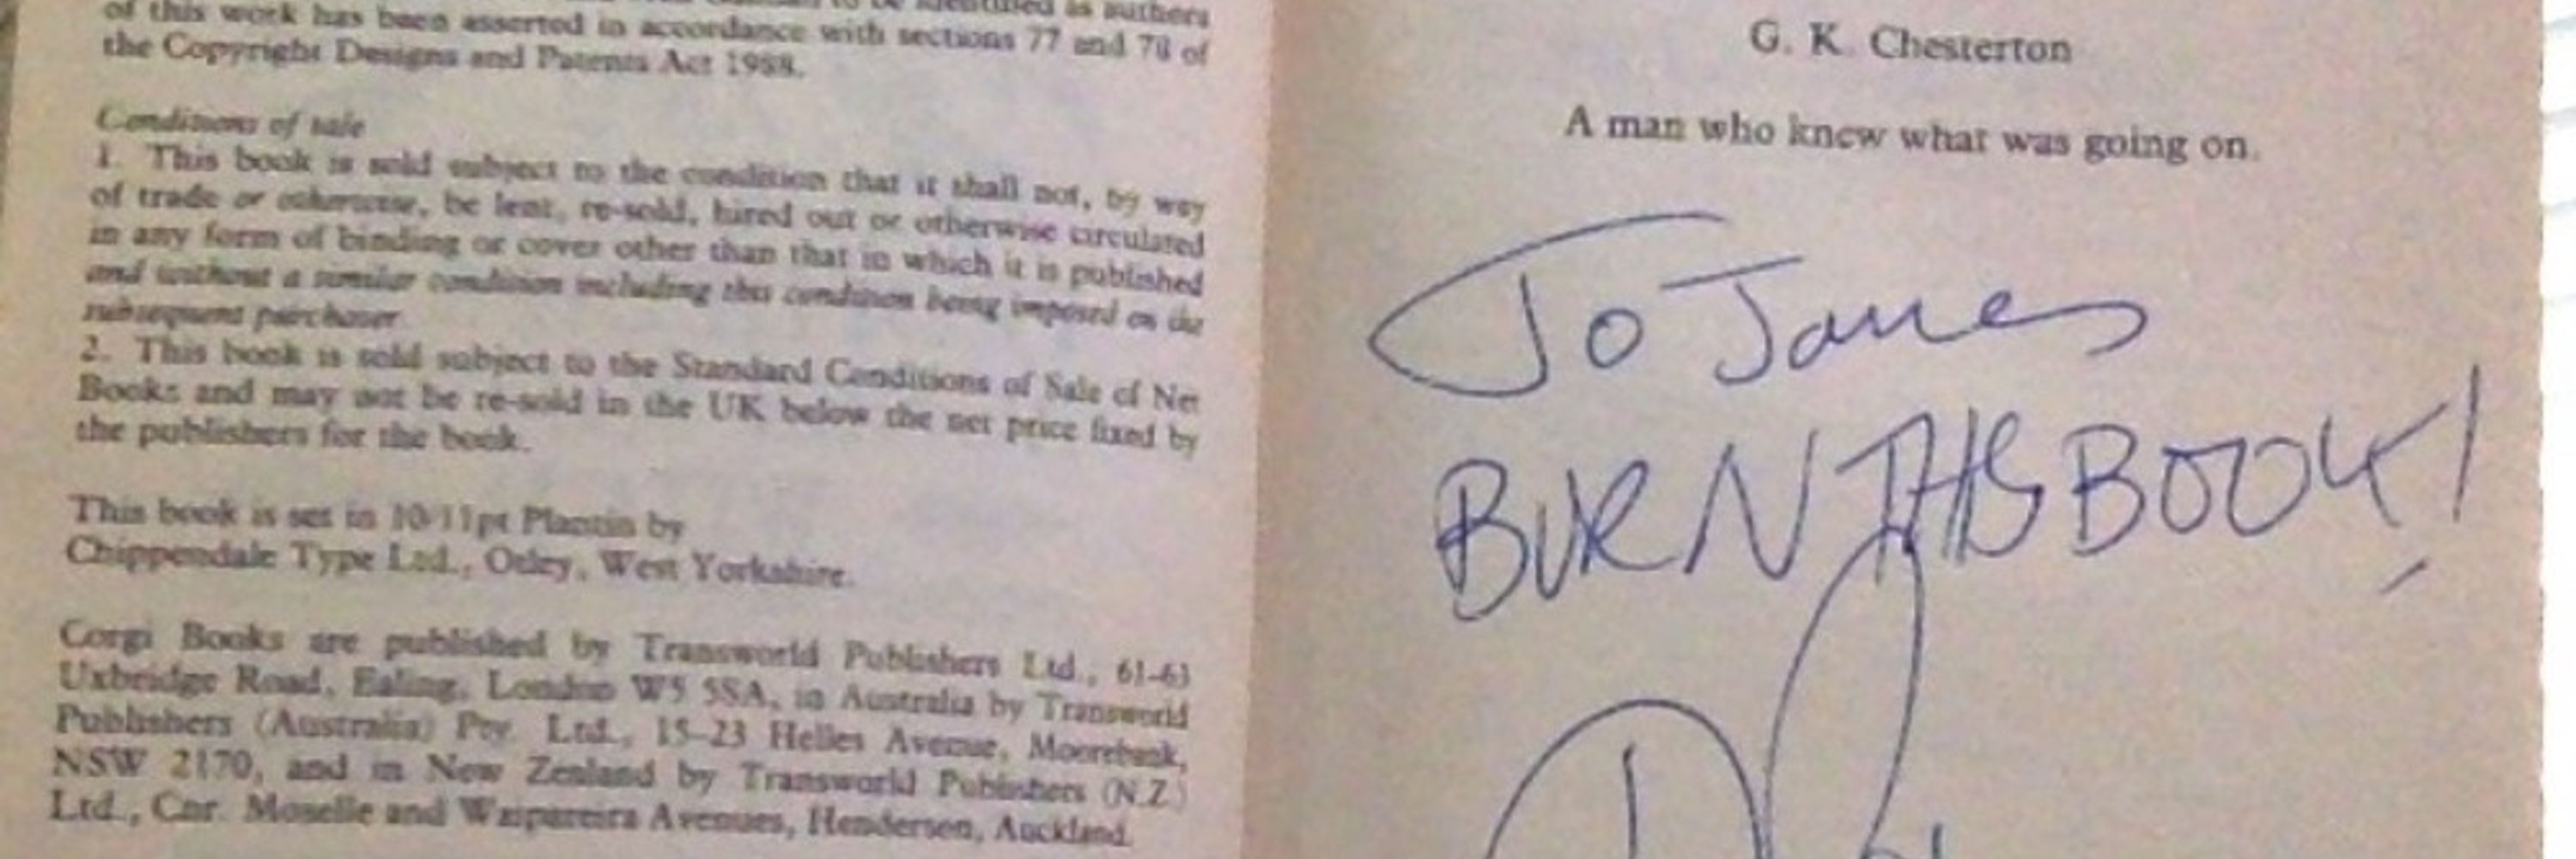 to be identified as authors
of this work has been asserted in accordance with sections 77 and 78 of
the Copyright Designs and Patents Act 1988.
Conditions of sale
1. This book is sold subject to the condition that it shall not, by way
of trade or otherwise, be lent, re-sold, hired out or otherwise circulated
in any form of binding or cover other than that in which it is published
and without a similar condition including this condition being imposed on the
subsequent purchaser.
2. This book is sold subject to the Standard Conditions of Sale of Net
Books and may not be re-sold in the UK below the net price fixed by
the publishers for the book.
This book is set in 10/11pt Plantin by
Chippendale Type Ltd., Otley, West Yorkshire.
Corgi Books are published by Transworld Publishers Ltd., 61-63
Uxbridge Road, Ealing, London W5 5SA, in Australia by Transworld
Publishers (Australia) Pty. Ltd., 15-23 Helles Avenue, Moorebank,
NSW 2170, and in New Zealand by Transworld Publishers (N.Z.)
Ltd., Cnr. Moselle and Waipareira Avenues, Henderson, Auckland.
G. K. Chesterton
A man who knew what was going on.
To James
BURN THIS BOOK!